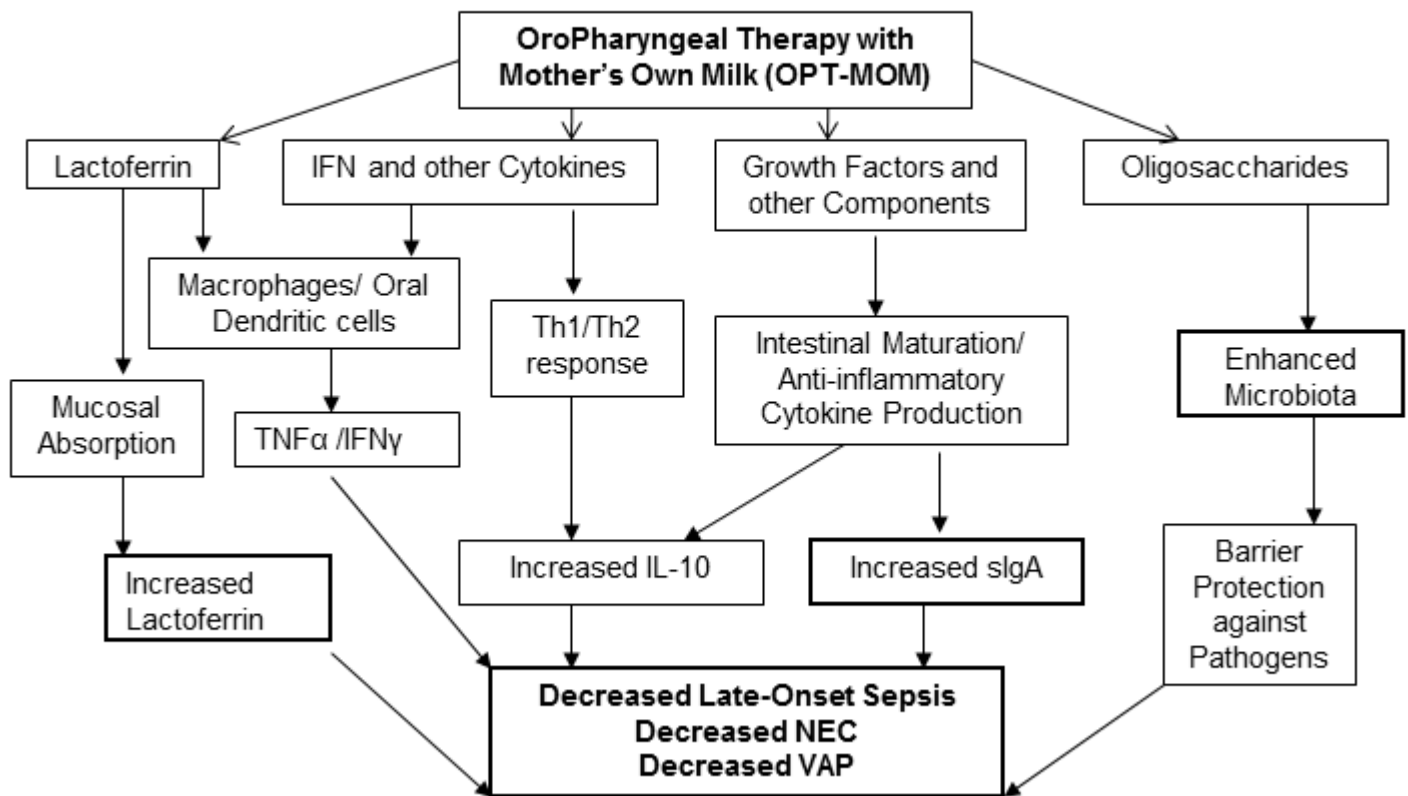 OroPharyngeal Therapy with
Mother's Own Milk (OPT-MOM)
Lactoferrin
IFN and other Cytokines
Growth Factors and
other Components
Oligosaccharides
Macrophages/ Oral
Dendritic cells
Th1/Th2
response
Intestinal Maturation/
Anti-inflammatory
Cytokine Production
Enhanced
Microbiota
Mucosal
Absorption
TNFα /IFNγ
Increased
Lactoferrin
Increased IL-10
Increased sIgA
Barrier
Protection
against
Pathogens
Decreased Late-Onset Sepsis
Decreased NEC
Decreased VAP